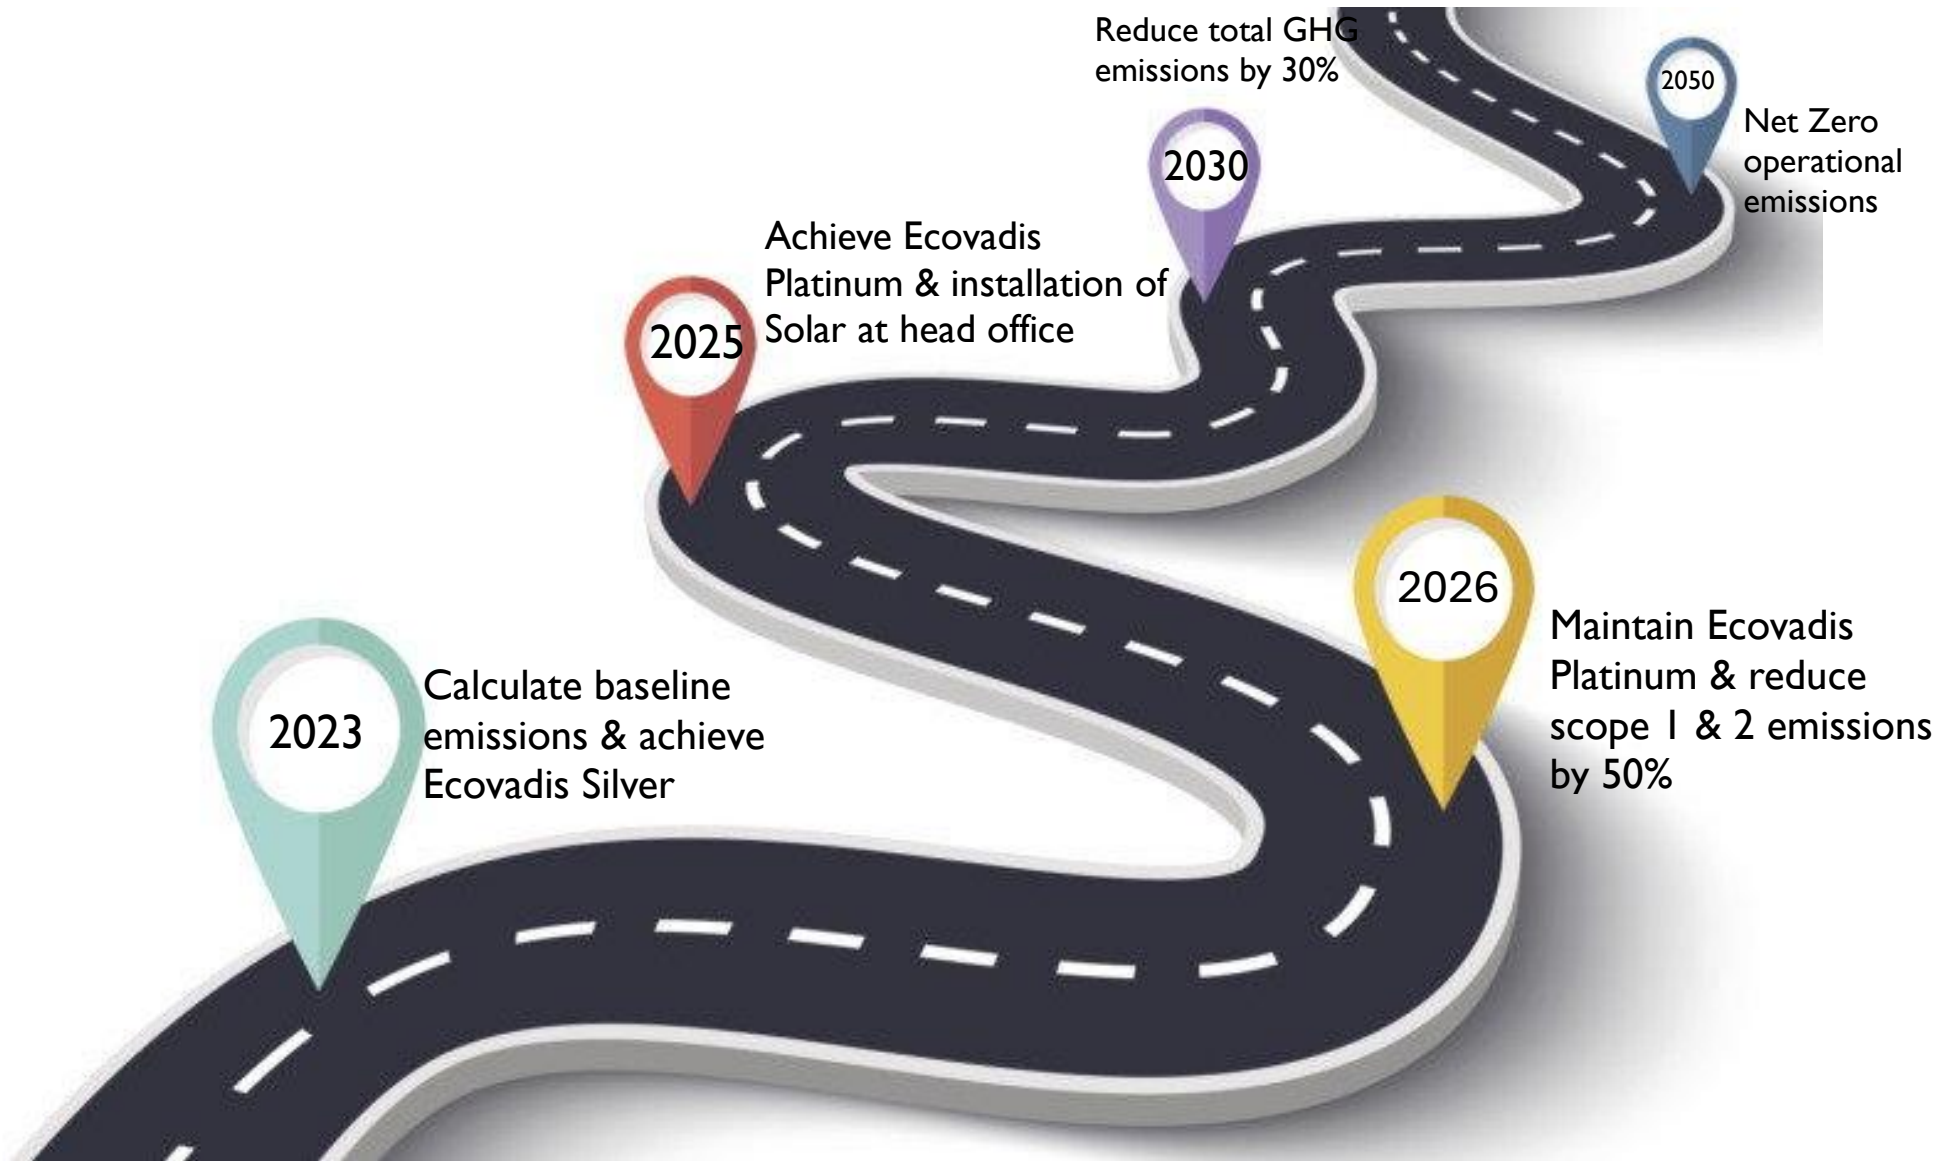 Reduce total GHG
emissions by 30%
2050
Net Zero
operational
emissions
2030
Achieve Ecovadis
Platinum & installation of
Solar at head office
2025
2026
Maintain Ecovadis
Platinum & reduce
scope 1 & 2 emissions
by 50%
2023
Calculate baseline
emissions & achieve
Ecovadis Silver